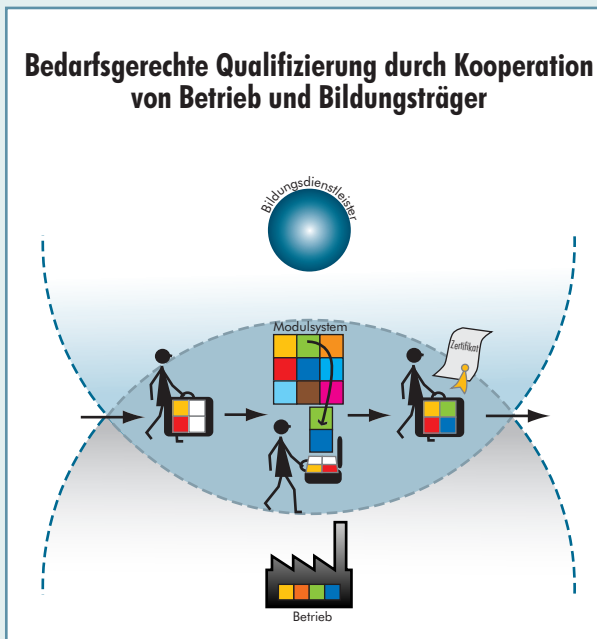 Bedarfsgerechte Qualifizierung durch Kooperation
von Betrieb und Bildungsträger
Bildungsdienstleister
Modulsystem
Zertifikat
Betrieb